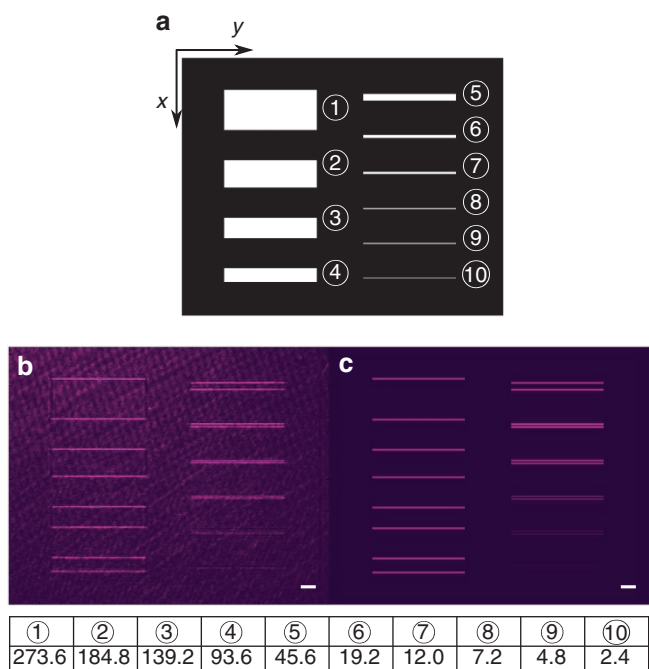 a
y
x
①
②
③
④
⑤
⑥
⑦
⑧
⑨
⑩
b
c
① ② ③ ④ ⑤ ⑥ ⑦ ⑧ ⑨ ⑩
273.6 184.8 139.2 93.6 45.6 19.2 12.0 7.2 4.8 2.4